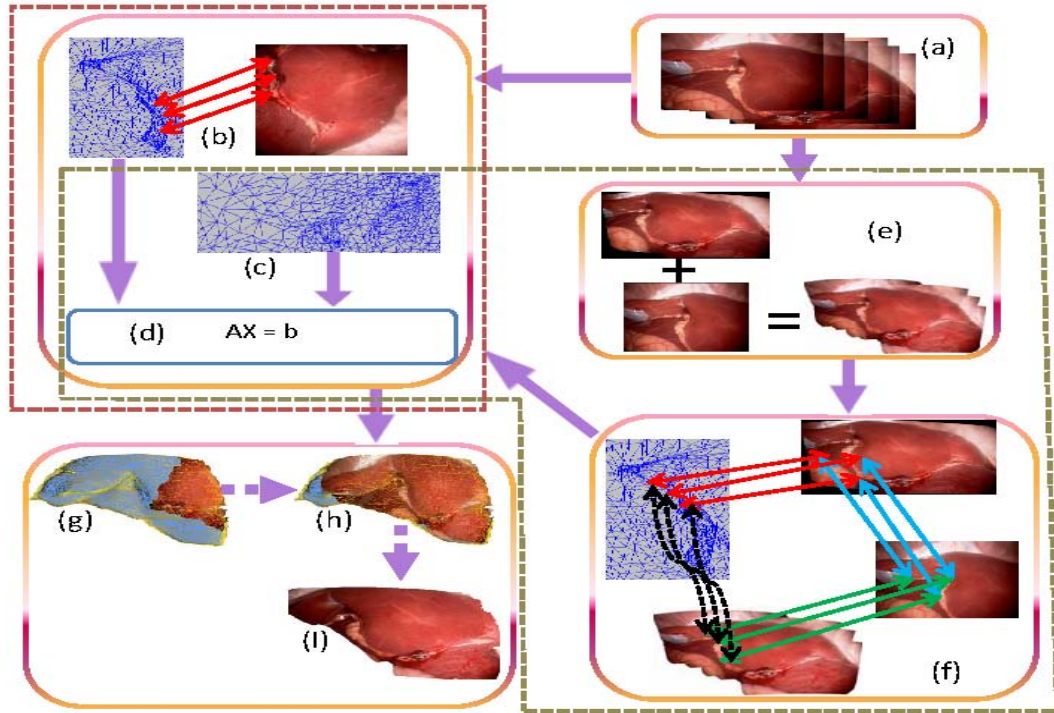 (a)
(b)
(c)
(d) AX = b
(e)
+
=
(f)
(g)
(h)
(I)